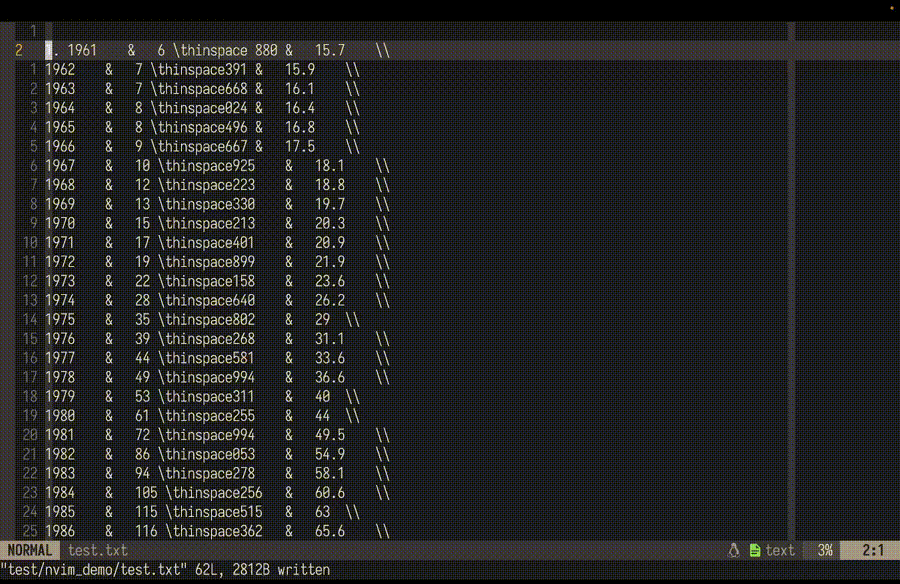 1
2 1. 1961 & 6 \thinspace 880 & 15.7 \\
1 1962 & 7 \thinspace391 & 15.9 \\
2 1963 & 7 \thinspace668 & 16.1 \\
3 1964 & 8 \thinspace024 & 16.4 \\
4 1965 & 8 \thinspace496 & 16.8 \\
5 1966 & 9 \thinspace667 & 17.5 \\
6 1967 & 10 \thinspace925 & 18.1 \\
7 1968 & 12 \thinspace223 & 18.8 \\
8 1969 & 13 \thinspace330 & 19.7 \\
9 1970 & 15 \thinspace213 & 20.3 \\
10 1971 & 17 \thinspace401 & 20.9 \\
11 1972 & 19 \thinspace899 & 21.9 \\
12 1973 & 22 \thinspace158 & 23.6 \\
13 1974 & 28 \thinspace640 & 26.2 \\
14 1975 & 35 \thinspace802 & 29 \\
15 1976 & 39 \thinspace268 & 31.1 \\
16 1977 & 44 \thinspace581 & 33.6 \\
17 1978 & 49 \thinspace994 & 36.6 \\
18 1979 & 53 \thinspace311 & 40 \\
19 1980 & 61 \thinspace255 & 44 \\
20 1981 & 72 \thinspace994 & 49.5 \\
21 1982 & 86 \thinspace053 & 54.9 \\
22 1983 & 94 \thinspace278 & 58.1 \\
23 1984 & 105 \thinspace256 & 60.6 \\
24 1985 & 115 \thinspace515 & 63 \\
25 1986 & 116 \thinspace362 & 65.6 \\
NORMAL test.txt text 3% 2:1
"test/nvim_demo/test.txt" 62L, 2812B written